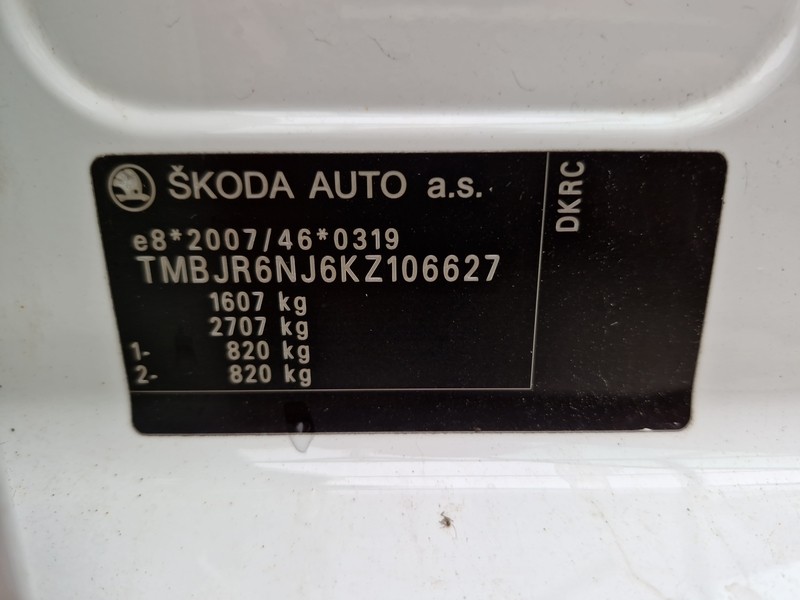 ŠKODA AUTO a.s.
e8*2007/46*0319
TMBJR6NJ6KZ106627
1607 kg
2707 kg
1- 820 kg
2- 820 kg
DKRC